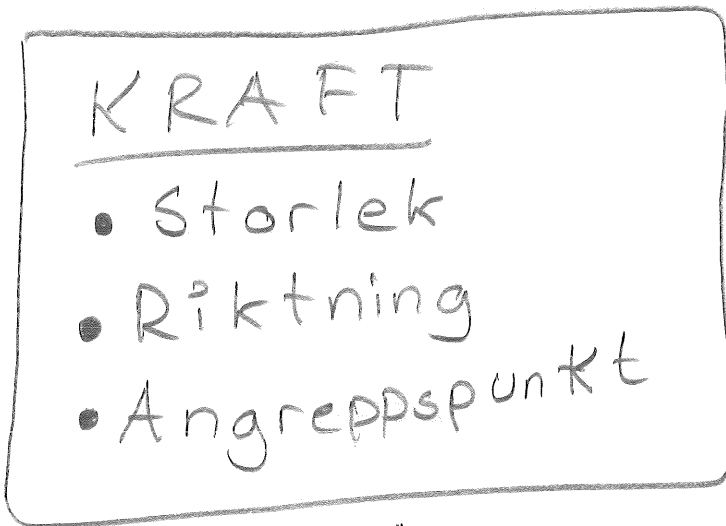 KRAFT
• Storlek
• Riktning
• Angreppspunkt